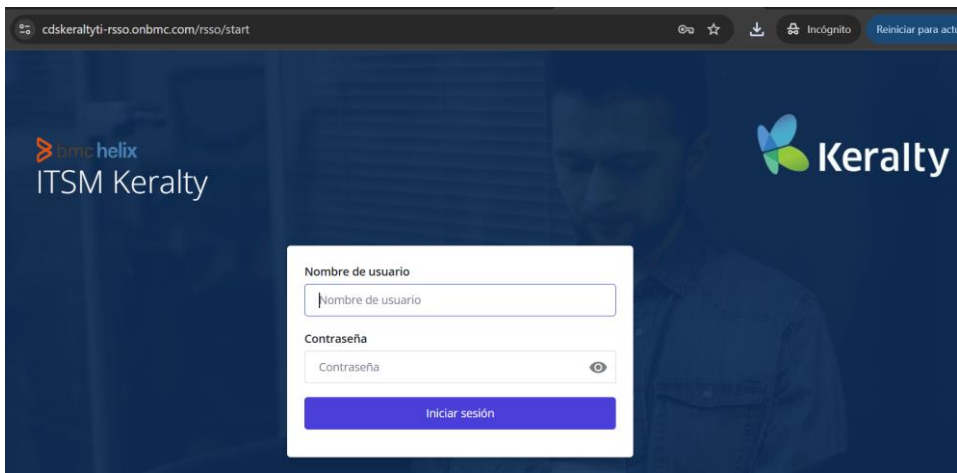 cdskeraltyti-rsso.onbmc.com/rsso/start
Incógnito
Reiniciar para actu
bmc helix
ITSM Keralty
Keralty
Nombre de usuario
Nombre de usuario
Contraseña
Contraseña
Iniciar sesión